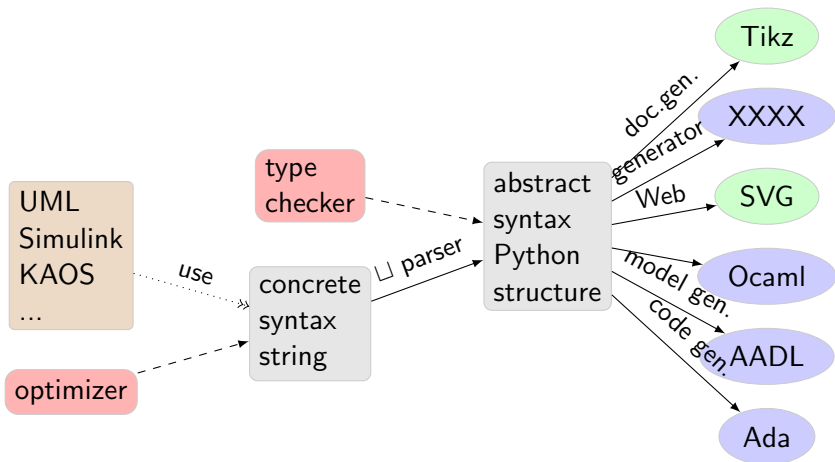 UML
Simulink
KAOS
...
optimizer
use
type
checker
concrete
syntax
string
⊔ parser
abstract
syntax
Python
structure
doc.gen.
generator
Web
model gen.
code gen.
Tikz
XXXX
SVG
Ocaml
AADL
Ada